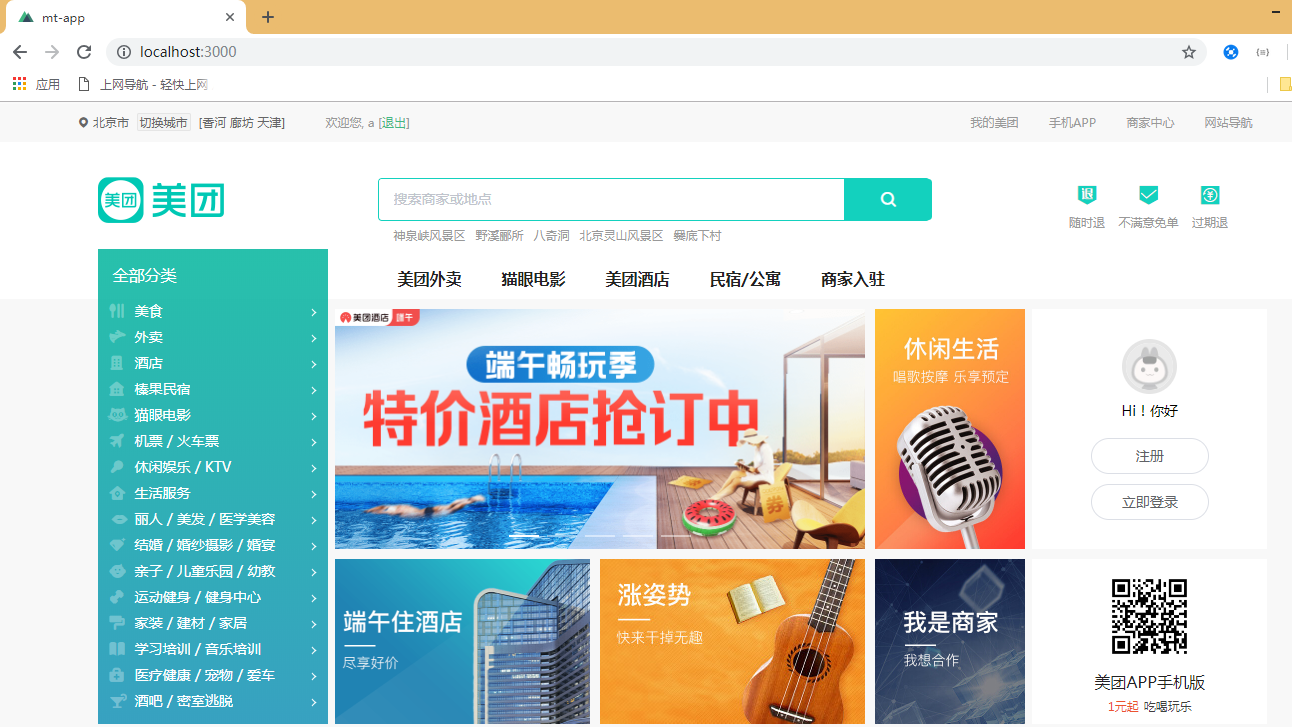 mt-app
localhost:3000
应用 上网导航 - 轻快上网
北京市 切换城市 [香河 廊坊 天津] 欢迎您, a [退出] 我的美团 手机APP 商家中心 网站导航
美团 美团
搜索商家或地点
神泉峡风景区 野溪郦所 八奇洞 北京灵山风景区 爨底下村
退 ¥
随时退 不满意免单 过期退
全部分类
美团外卖 猫眼电影 美团酒店 民宿/公寓 商家入驻
美食
外卖
酒店
榛果民宿
猫眼电影
机票 / 火车票
休闲娱乐 / KTV
生活服务
丽人 / 美发 / 医学美容
结婚 / 婚纱摄影 / 婚宴
亲子 / 儿童乐园 / 幼教
运动健身 / 健身中心
家装 / 建材 / 家居
学习培训 / 音乐培训
医疗健康 / 宠物 / 爱车
酒吧 / 密室逃脱
美团酒店 端午
端午畅玩季
特价酒店抢订中
券
休闲生活
唱歌按摩 乐享预定
Hi！你好
注册
立即登录
端午住酒店
尽享好价
涨姿势
快来干掉无趣
我是商家
我想合作
美团APP手机版
1元起 吃喝玩乐